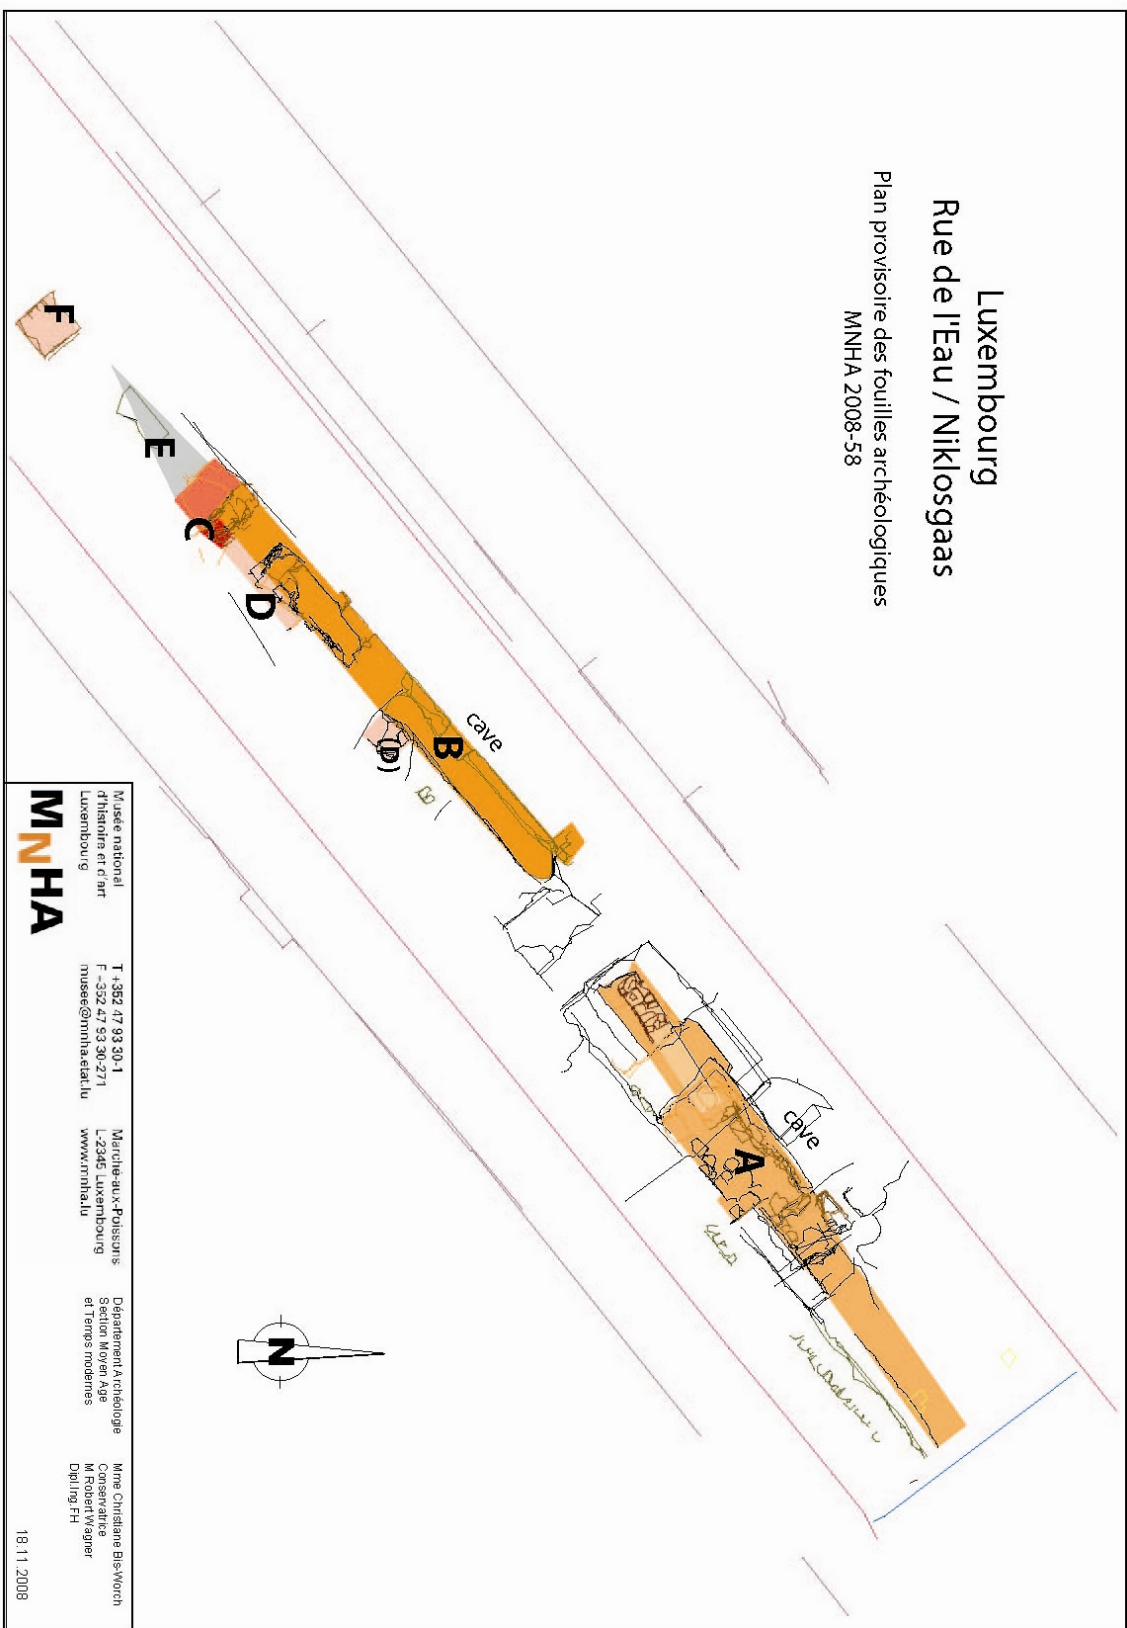 Luxembourg
Rue de l'Eau / Niklosgaas
Plan provisoire des fouilles archéologiques
MNHA 2008-58
F
E
C
D
(D)
B
cave
A
cave
N
MNHA
Musée national
d'histoire et d'art
Luxembourg
T +352 47 93 30-1
F +352 47 93 30-271
musee@mnha.etat.lu
Marché-aux-Poissons
L-2345 Luxembourg
www.mnha.lu
Département Archéologie
Section Moyen Age
et Temps modernes
Mme Christiane Bis-Worch
Conservatrice
M Robert Wagner
Dipl.Ing.FH
18.11.2008